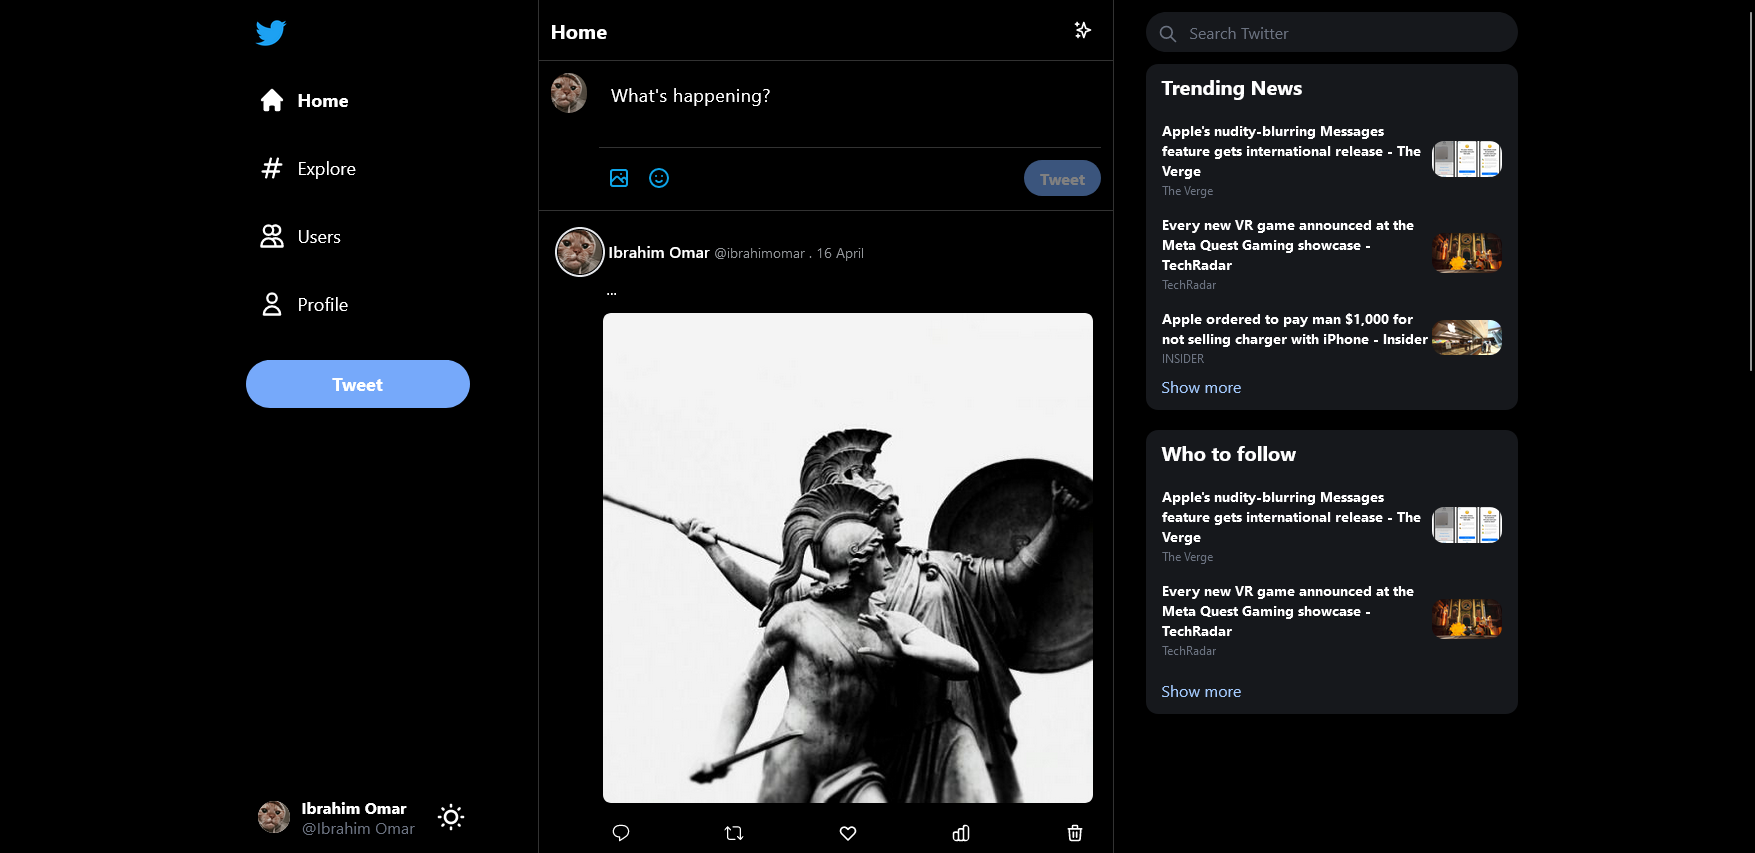 Home
Explore
Users
Profile
Tweet
Ibrahim Omar
@Ibrahim Omar
Home
What's happening?
Tweet
Ibrahim Omar @ibrahimomar . 16 April
...
Search Twitter
Trending News
Apple's nudity-blurring Messages
feature gets international release - The
Verge
The Verge
Every new VR game announced at the
Meta Quest Gaming showcase -
TechRadar
TechRadar
Apple ordered to pay man $1,000 for
not selling charger with iPhone - Insider
INSIDER
Show more
Who to follow
Apple's nudity-blurring Messages
feature gets international release - The
Verge
The Verge
Every new VR game announced at the
Meta Quest Gaming showcase -
TechRadar
TechRadar
Show more